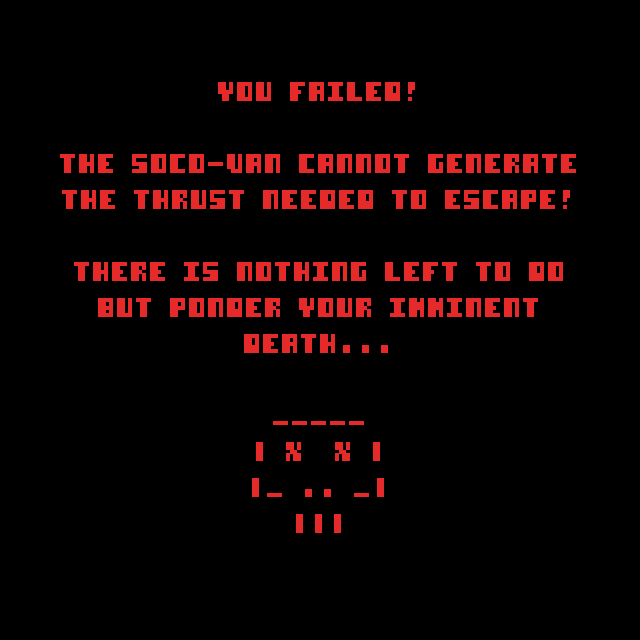 YOU FAILED!
THE SOCO-VAN CANNOT GENERATE
THE THRUST NEEDED TO ESCAPE!
THERE IS NOTHING LEFT TO DO
BUT PONDER YOUR IMMINENT
DEATH...
_____
| X  X |
|_ .. _|
|||